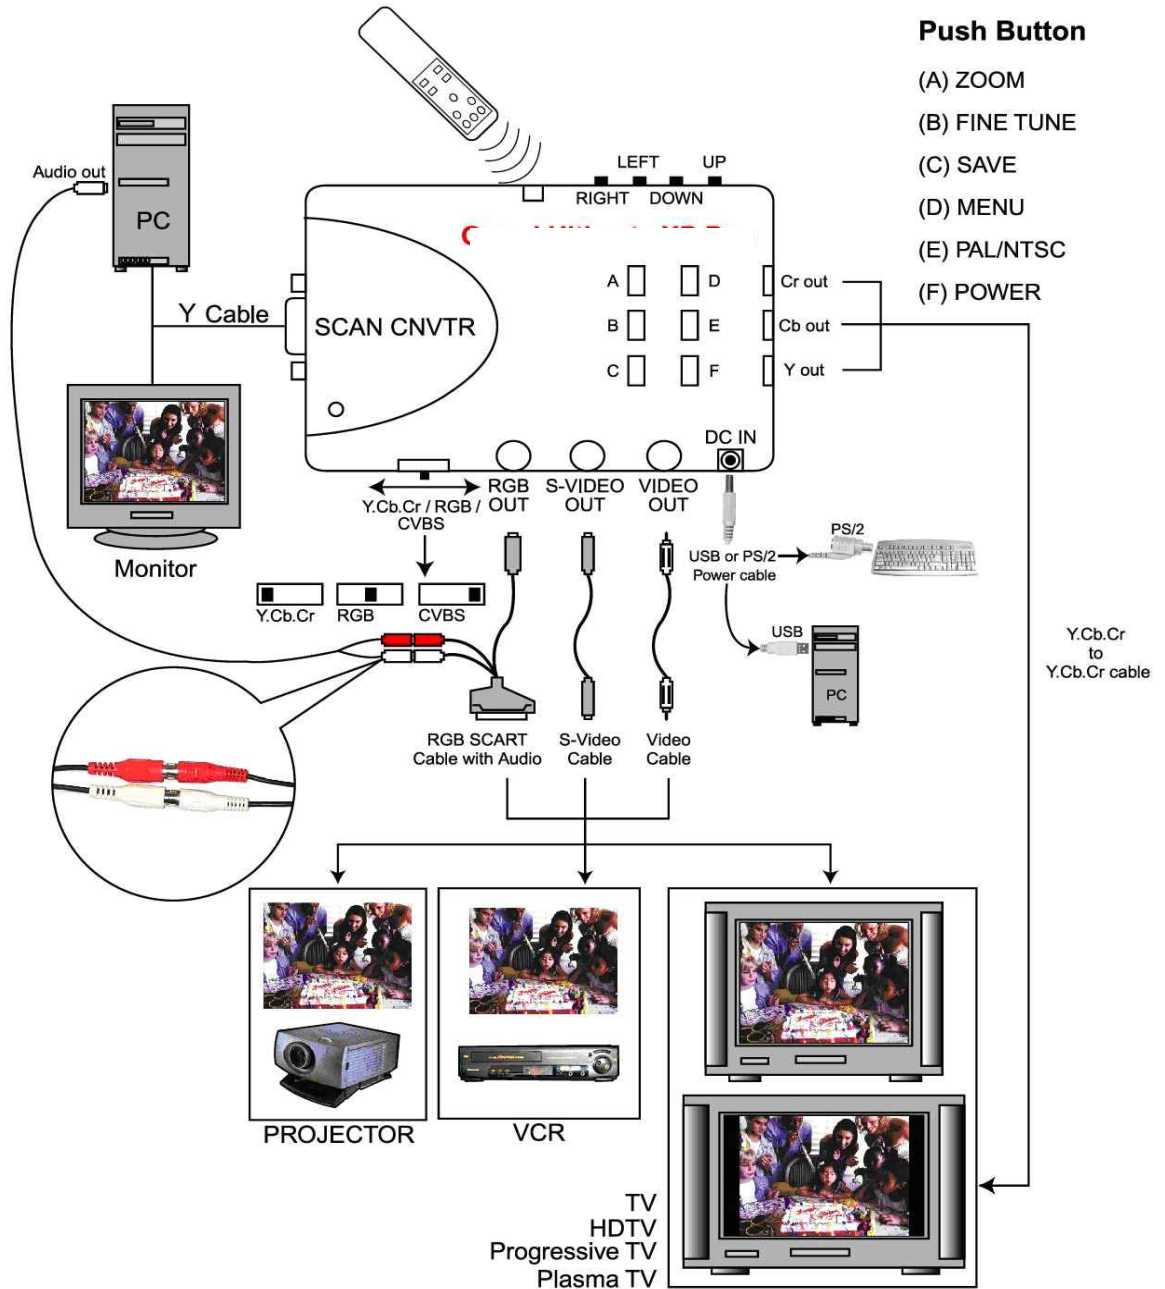 Push Button
(A) ZOOM
(B) FINE TUNE
(C) SAVE
(D) MENU
(E) PAL/NTSC
(F) POWER
LEFT UP
RIGHT DOWN
Audio out
PC
Y Cable
SCAN CNVTR
A D
B E
C F
Cr out
Cb out
Y out
DC IN
RGB OUT
S-VIDEO OUT
VIDEO OUT
Y.Cb.Cr / RGB /
CVBS
Monitor
Y.Cb.Cr RGB CVBS
PS/2
USB or PS/2
Power cable
USB
PC
Y.Cb.Cr
to
Y.Cb.Cr cable
RGB SCART
Cable with Audio
S-Video
Cable
Video
Cable
PROJECTOR
VCR
TV
HDTV
Progressive TV
Plasma TV